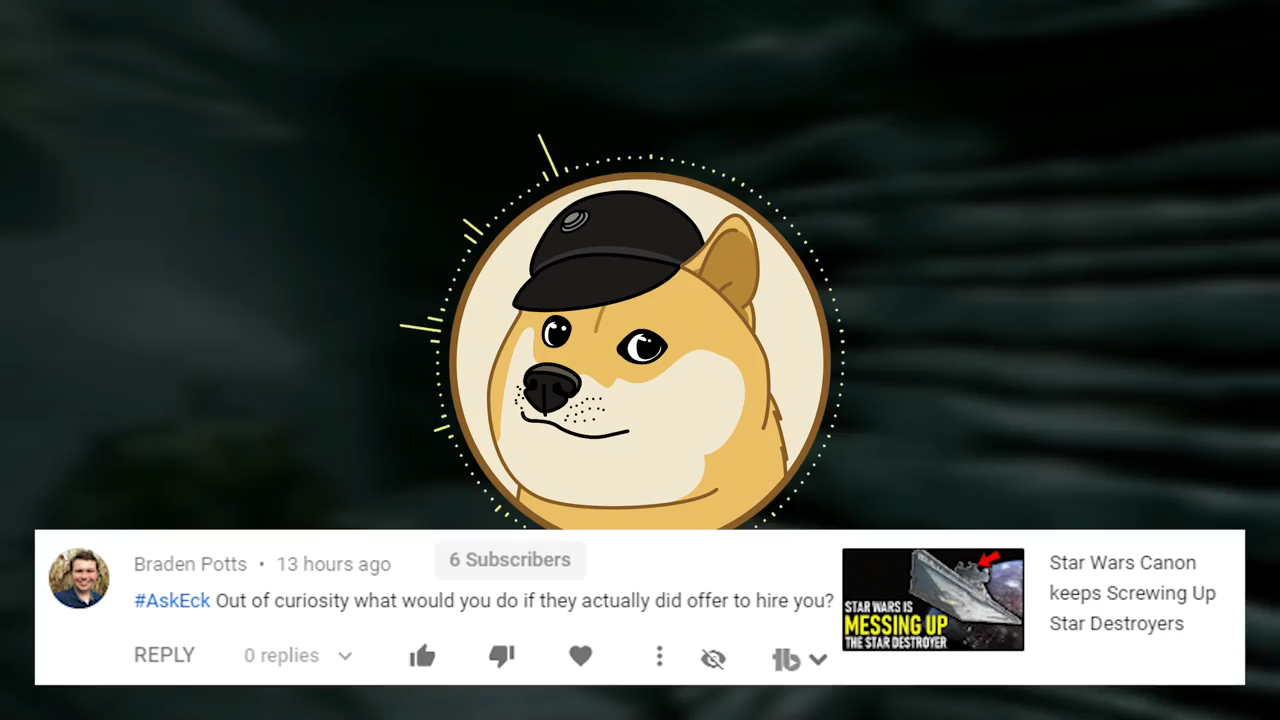 Braden Potts • 13 hours ago
6 Subscribers
#AskEck Out of curiosity what would you do if they actually did offer to hire you?
REPLY
0 replies
STAR WARS IS
MESSING UP
THE STAR DESTROYER
Star Wars Canon
keeps Screwing Up
Star Destroyers